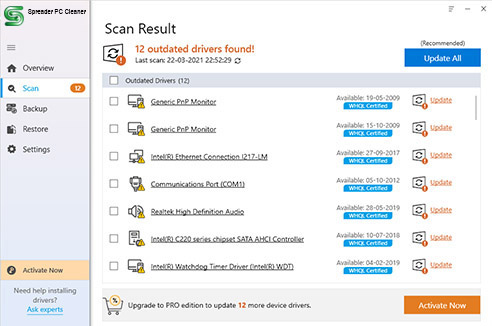 Spreader PC Cleaner
Overview
Scan 12
Backup
Restore
Settings
Activate Now
Need help installing
drivers?
Ask experts
Scan Result
12 outdated drivers found!
Last scan: 22-03-2021 22:52:29
(Recommended)
Update All
Outdated Drivers (12)
Generic PnP Monitor Available: 19-05-2009 Update
WHQL Certified
Generic PnP Monitor Available: 15-10-2009 Update
WHQL Certified
Intel(R) Ethernet Connection I217-LM Available: 27-09-2017 Update
WHQL Certified
Communications Port (COM1) Available: 05-10-2012 Update
WHQL Certified
Realtek High Definition Audio Available: 28-05-2019 Update
WHQL Certified
Intel(R) C220 series chipset SATA AHCI Controller Available: 10-07-2018 Update
WHQL Certified
Intel(R) Watchdog Timer Driver (Intel(R) WDT) Available: 04-02-2019 Update
WHQL Certified
Upgrade to PRO edition to update 12 more device drivers.
Activate Now